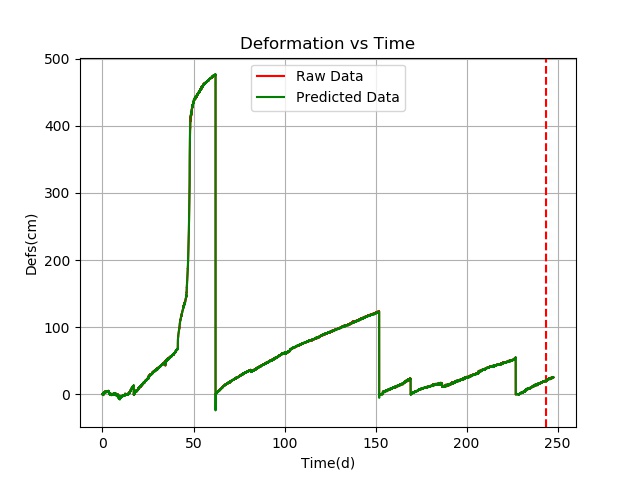 Deformation vs Time
Raw Data
Predicted Data
500
400
300
200
100
0
Defs(cm)
0 50 100 150 200 250
Time(d)